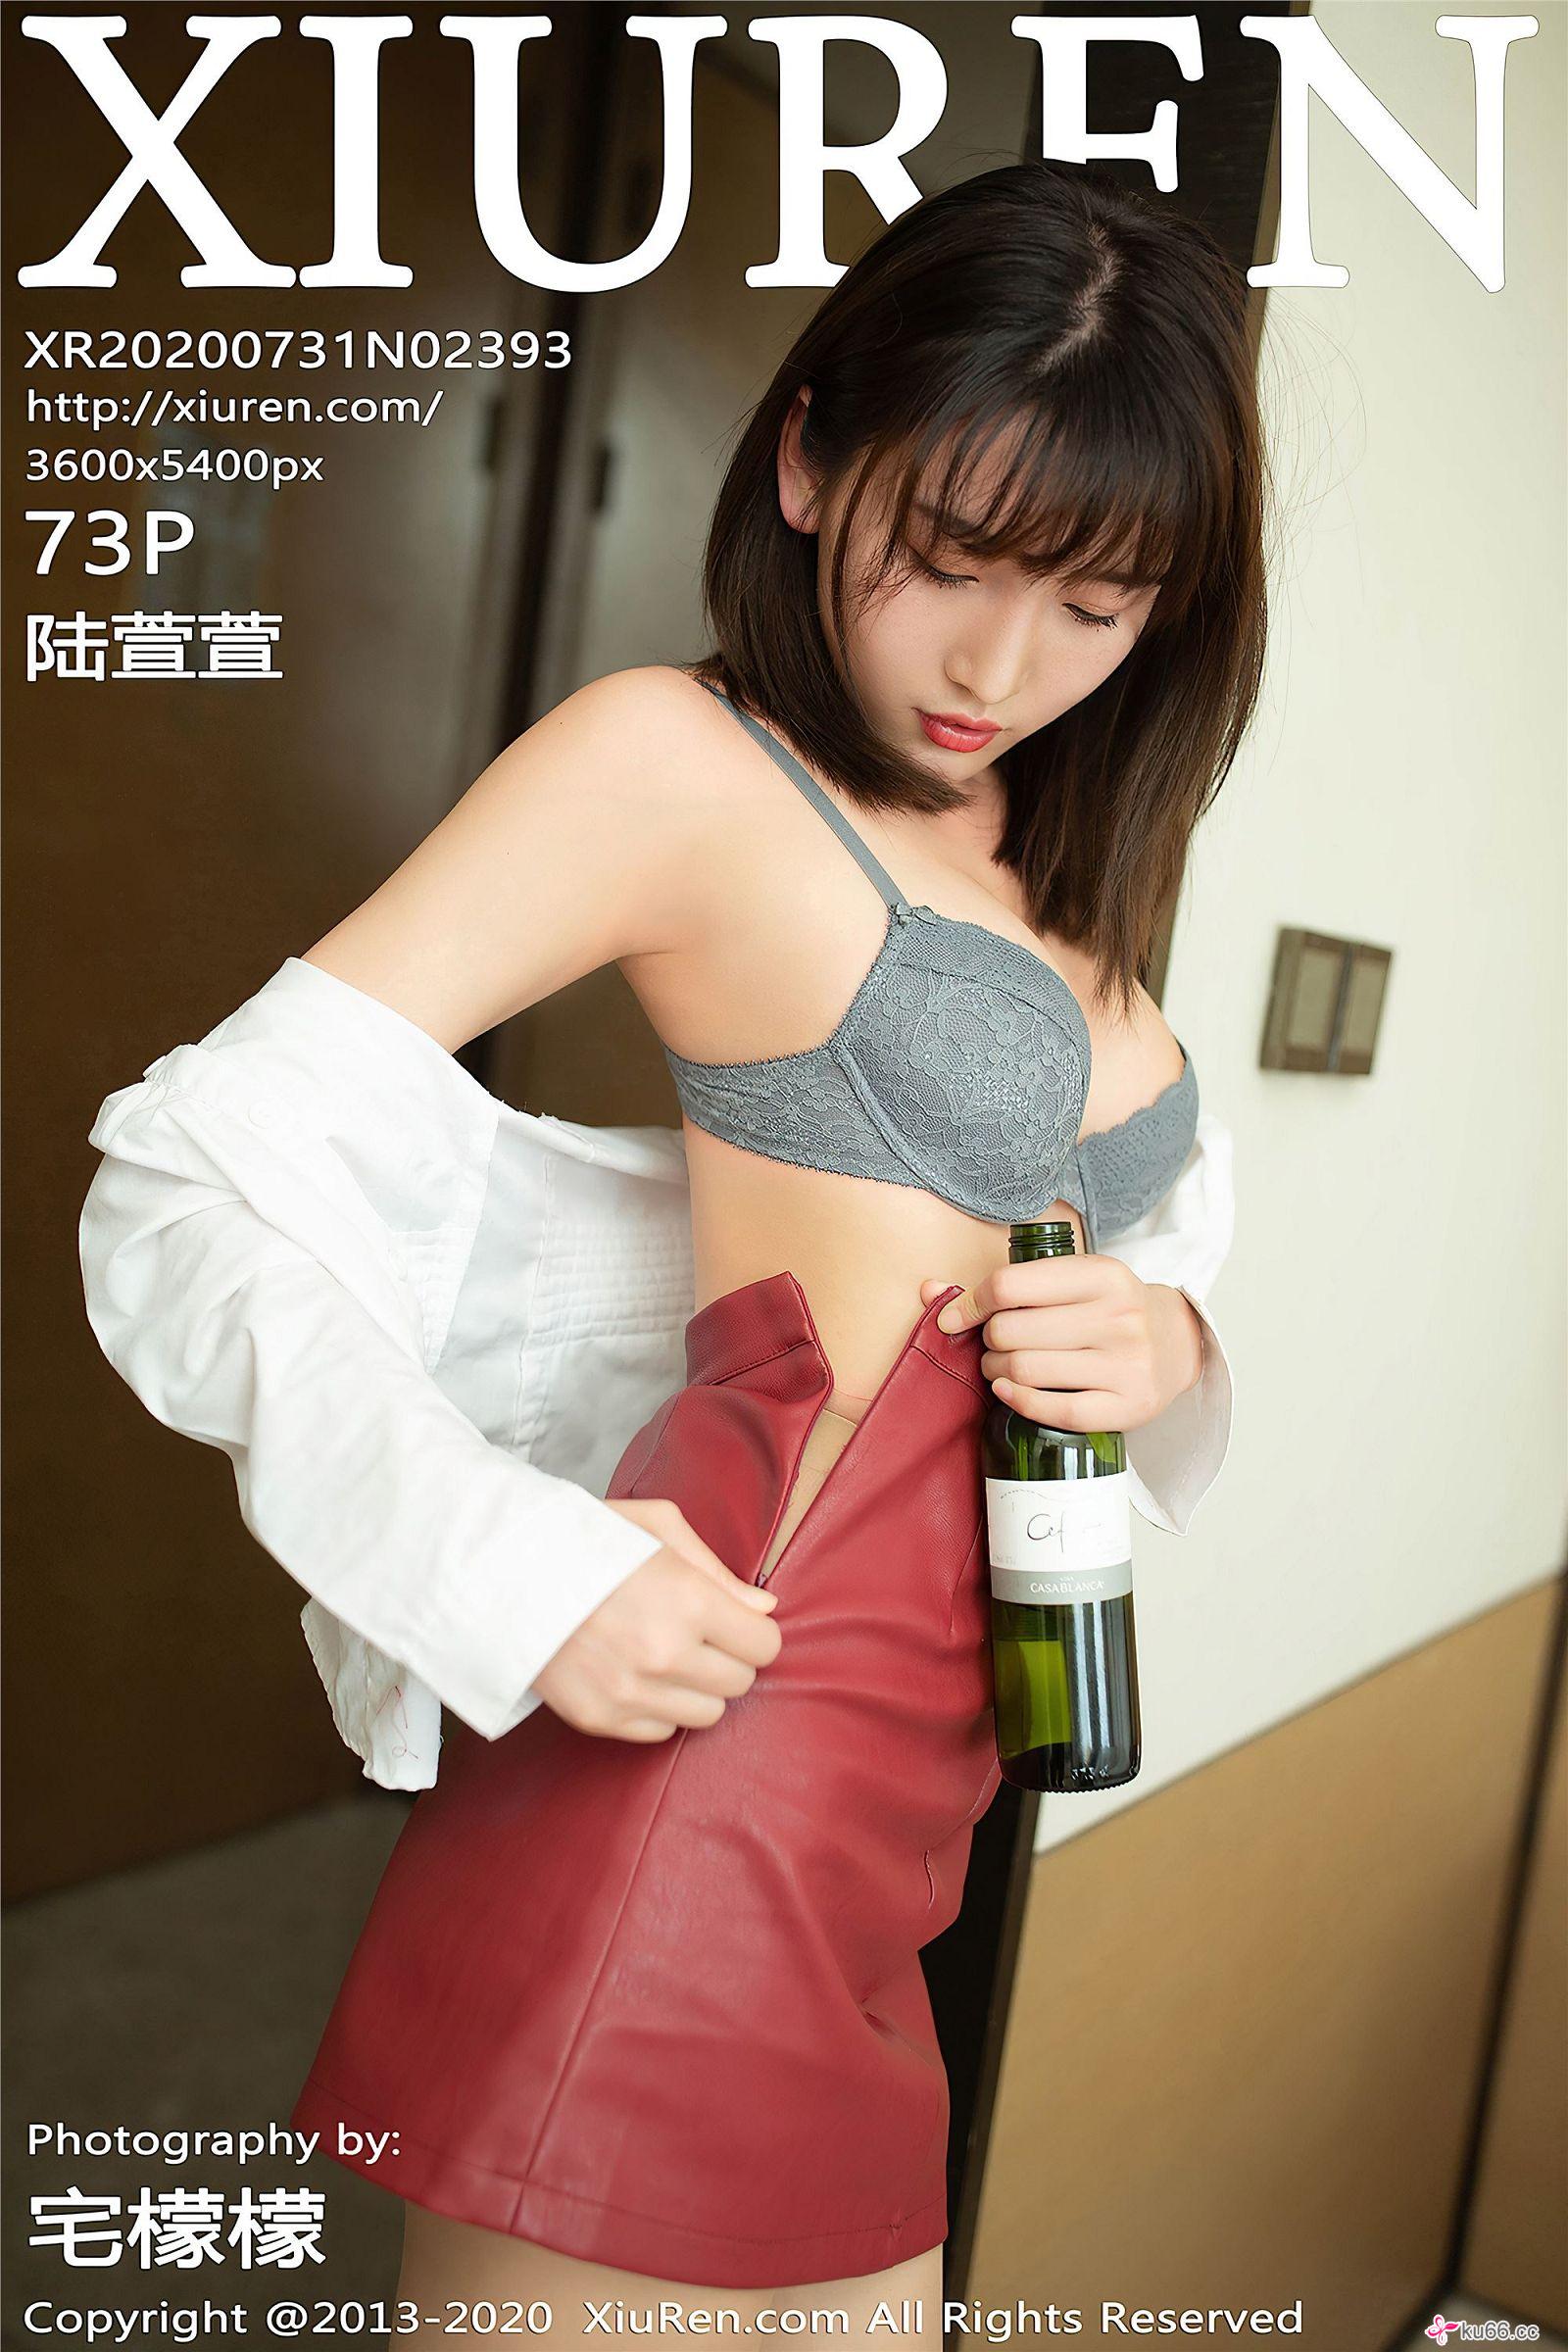 XIUREN
XR20200731N02393
http://xiuren.com/
3600x5400px
73P
陆萱萱
CASABLANCA
Photography by:
宅檬檬
Copyright @2013-2020 XiuRen.com All Rights Reserved
ku66.cc